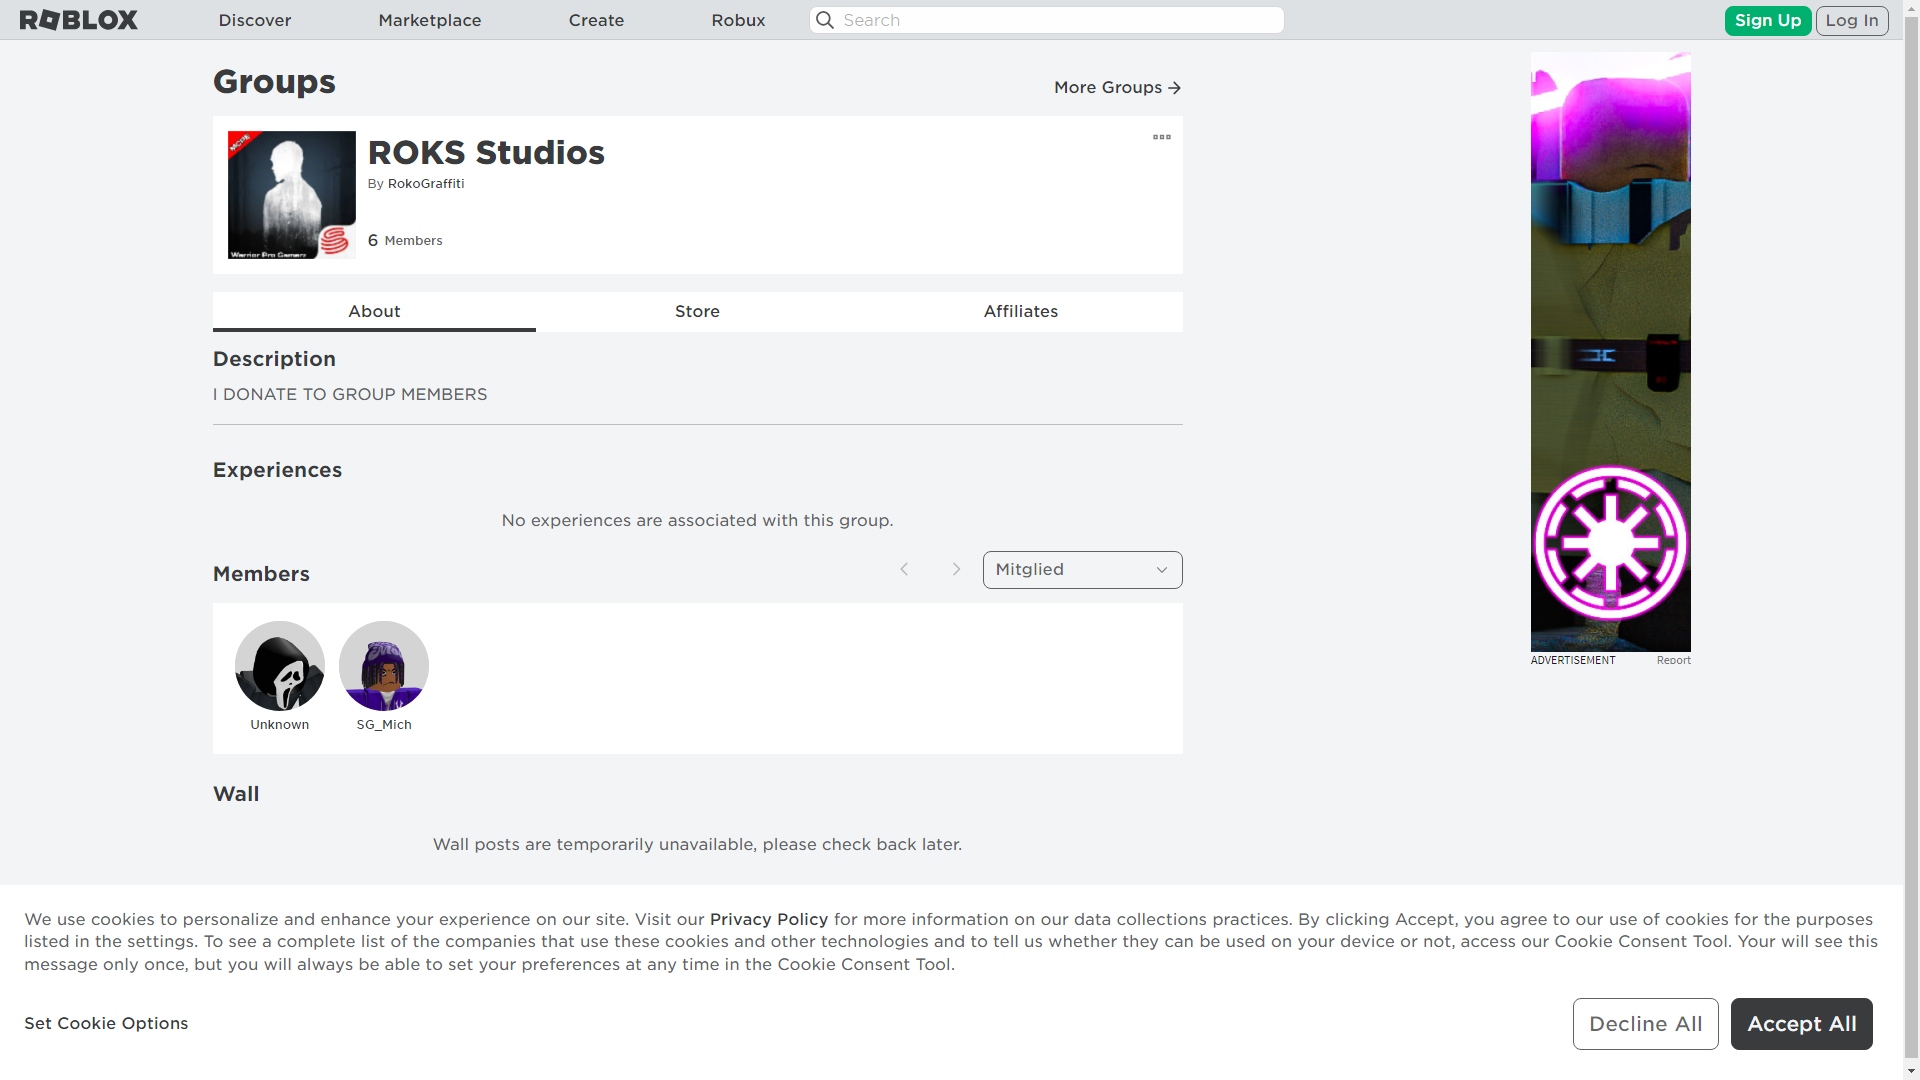 ROBLOX
Discover
Marketplace
Create
Robux
Search
Sign Up
Log In
Groups
More Groups
MCPE
Warrior Pro Gamerz
ROKS Studios
By RokoGraffiti
6 Members
About
Store
Affiliates
Description
I DONATE TO GROUP MEMBERS
Experiences
No experiences are associated with this group.
Members
Mitglied
Unknown
SG_Mich
Wall
Wall posts are temporarily unavailable, please check back later.
ADVERTISEMENT
Report
We use cookies to personalize and enhance your experience on our site. Visit our Privacy Policy for more information on our data collections practices. By clicking Accept, you agree to our use of cookies for the purposes
listed in the settings. To see a complete list of the companies that use these cookies and other technologies and to tell us whether they can be used on your device or not, access our Cookie Consent Tool. Your will see this
message only once, but you will always be able to set your preferences at any time in the Cookie Consent Tool.
Set Cookie Options
Decline All
Accept All